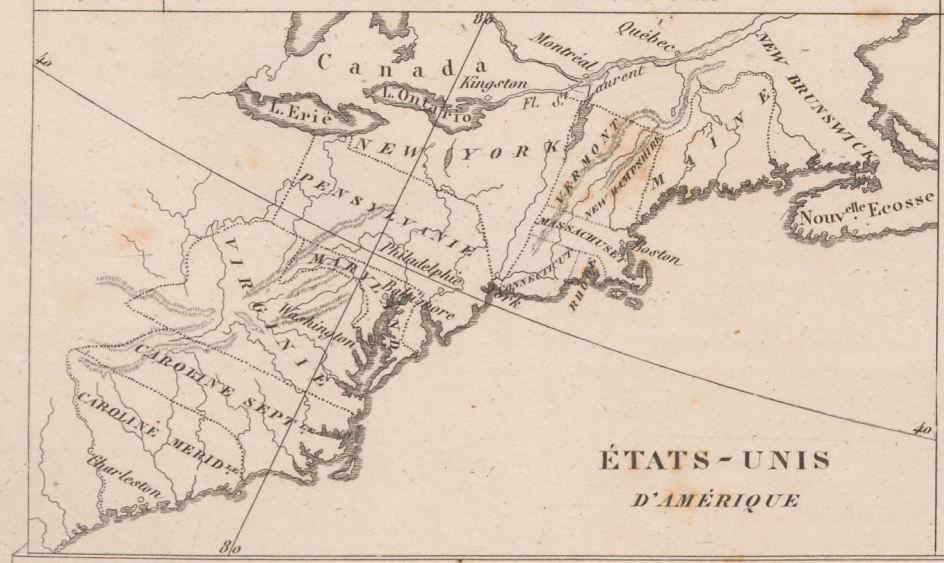 80
40
Québec
Montréal
Canada
Kingston
Fl. St. Laurent
NEW BRUNSWICK
L. Ontario
L. Erié
MAINE
NEW YORK
VERMONT
NEW HAMPSHIRE
Nouvelle Ecosse
PENSYLVANIE
MASSACHUSET
Boston
CONNECTICUT
RHODE
York
Philadelphie
MARYLAND
Baltimore
VIRGINIE
Washington
CAROLINE SEPTle.
CAROLINE MERIDle.
Charleston
40
ÉTATS-UNIS
D'AMÉRIQUE
80